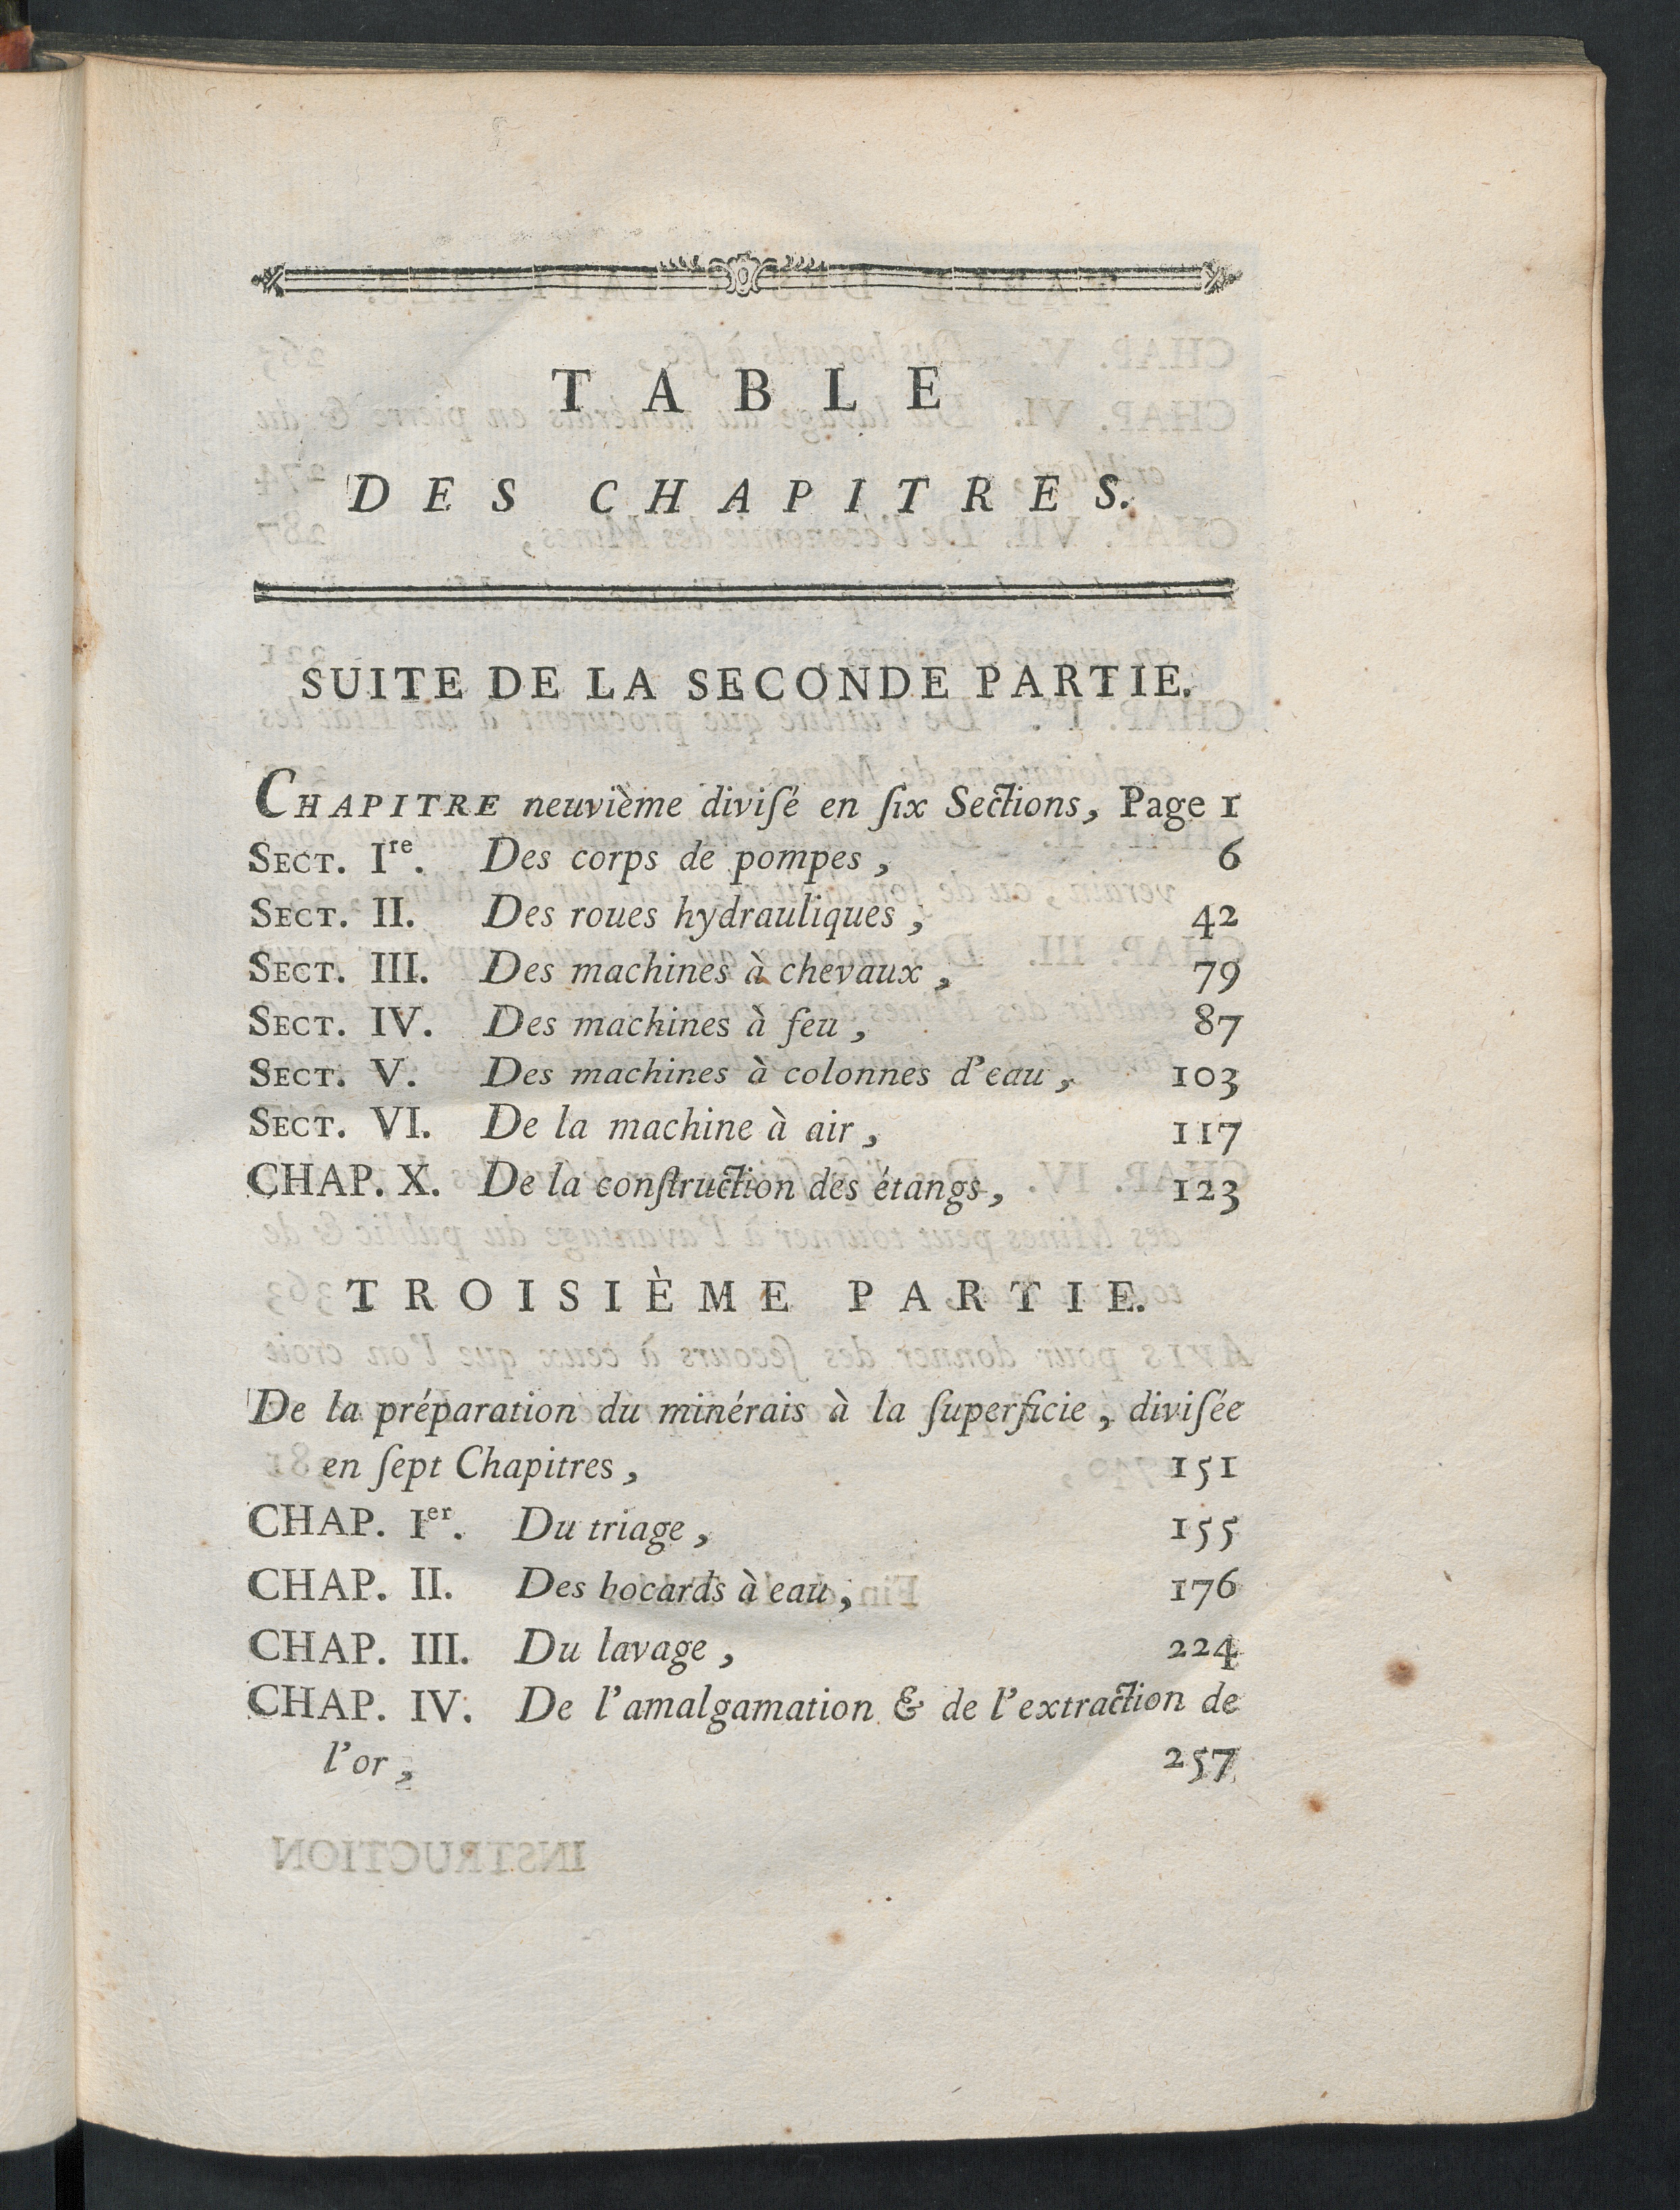 TABLE
DES CHAPITRES.
SUITE DE LA SECONDE PARTIE.
CHAPITRE neuvième diviſé en ſix Sections, Page 1
SECT. Ire. Des corps de pompes, 6
SECT. II. Des roues hydrauliques, 42
SECT. III. Des machines à chevaux, 79
SECT. IV. Des machines à feu, 87
SECT. V. Des machines à colonnes d'eau, 103
SECT. VI. De la machine à air, 117
CHAP. X. De la conſtruction des étangs, 123
TROISIÈME PARTIE.
De la préparation du minérais à la ſuperficie, diviſée
en ſept Chapitres, 151
CHAP. Ier. Du triage, 155
CHAP. II. Des bocards à eau, 176
CHAP. III. Du lavage, 224
CHAP. IV. De l'amalgamation & de l'extraction de
l'or, 257